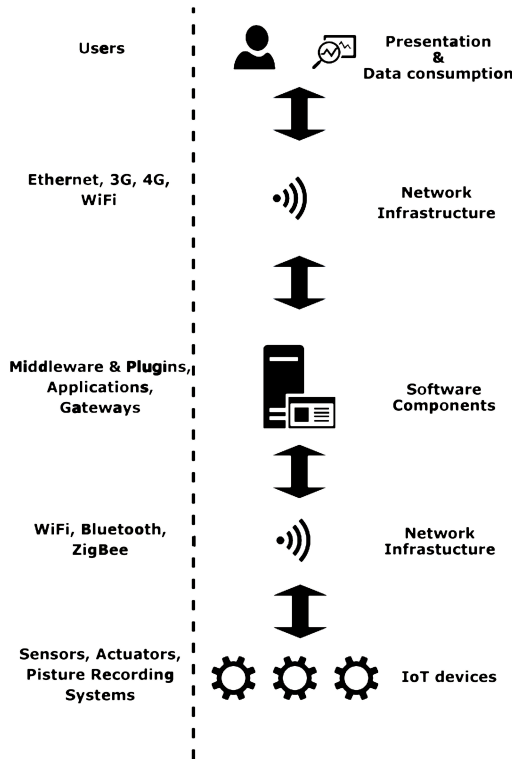 Users
Presentation
&
Data consumption
Ethernet, 3G, 4G,
WiFi
Network
Infrastructure
Middleware & Plugins,
Applications,
Gateways
Software
Components
WiFi, Bluetooth,
ZigBee
Network
Infrastucture
Sensors, Actuators,
Pisture Recording
Systems
IoT devices